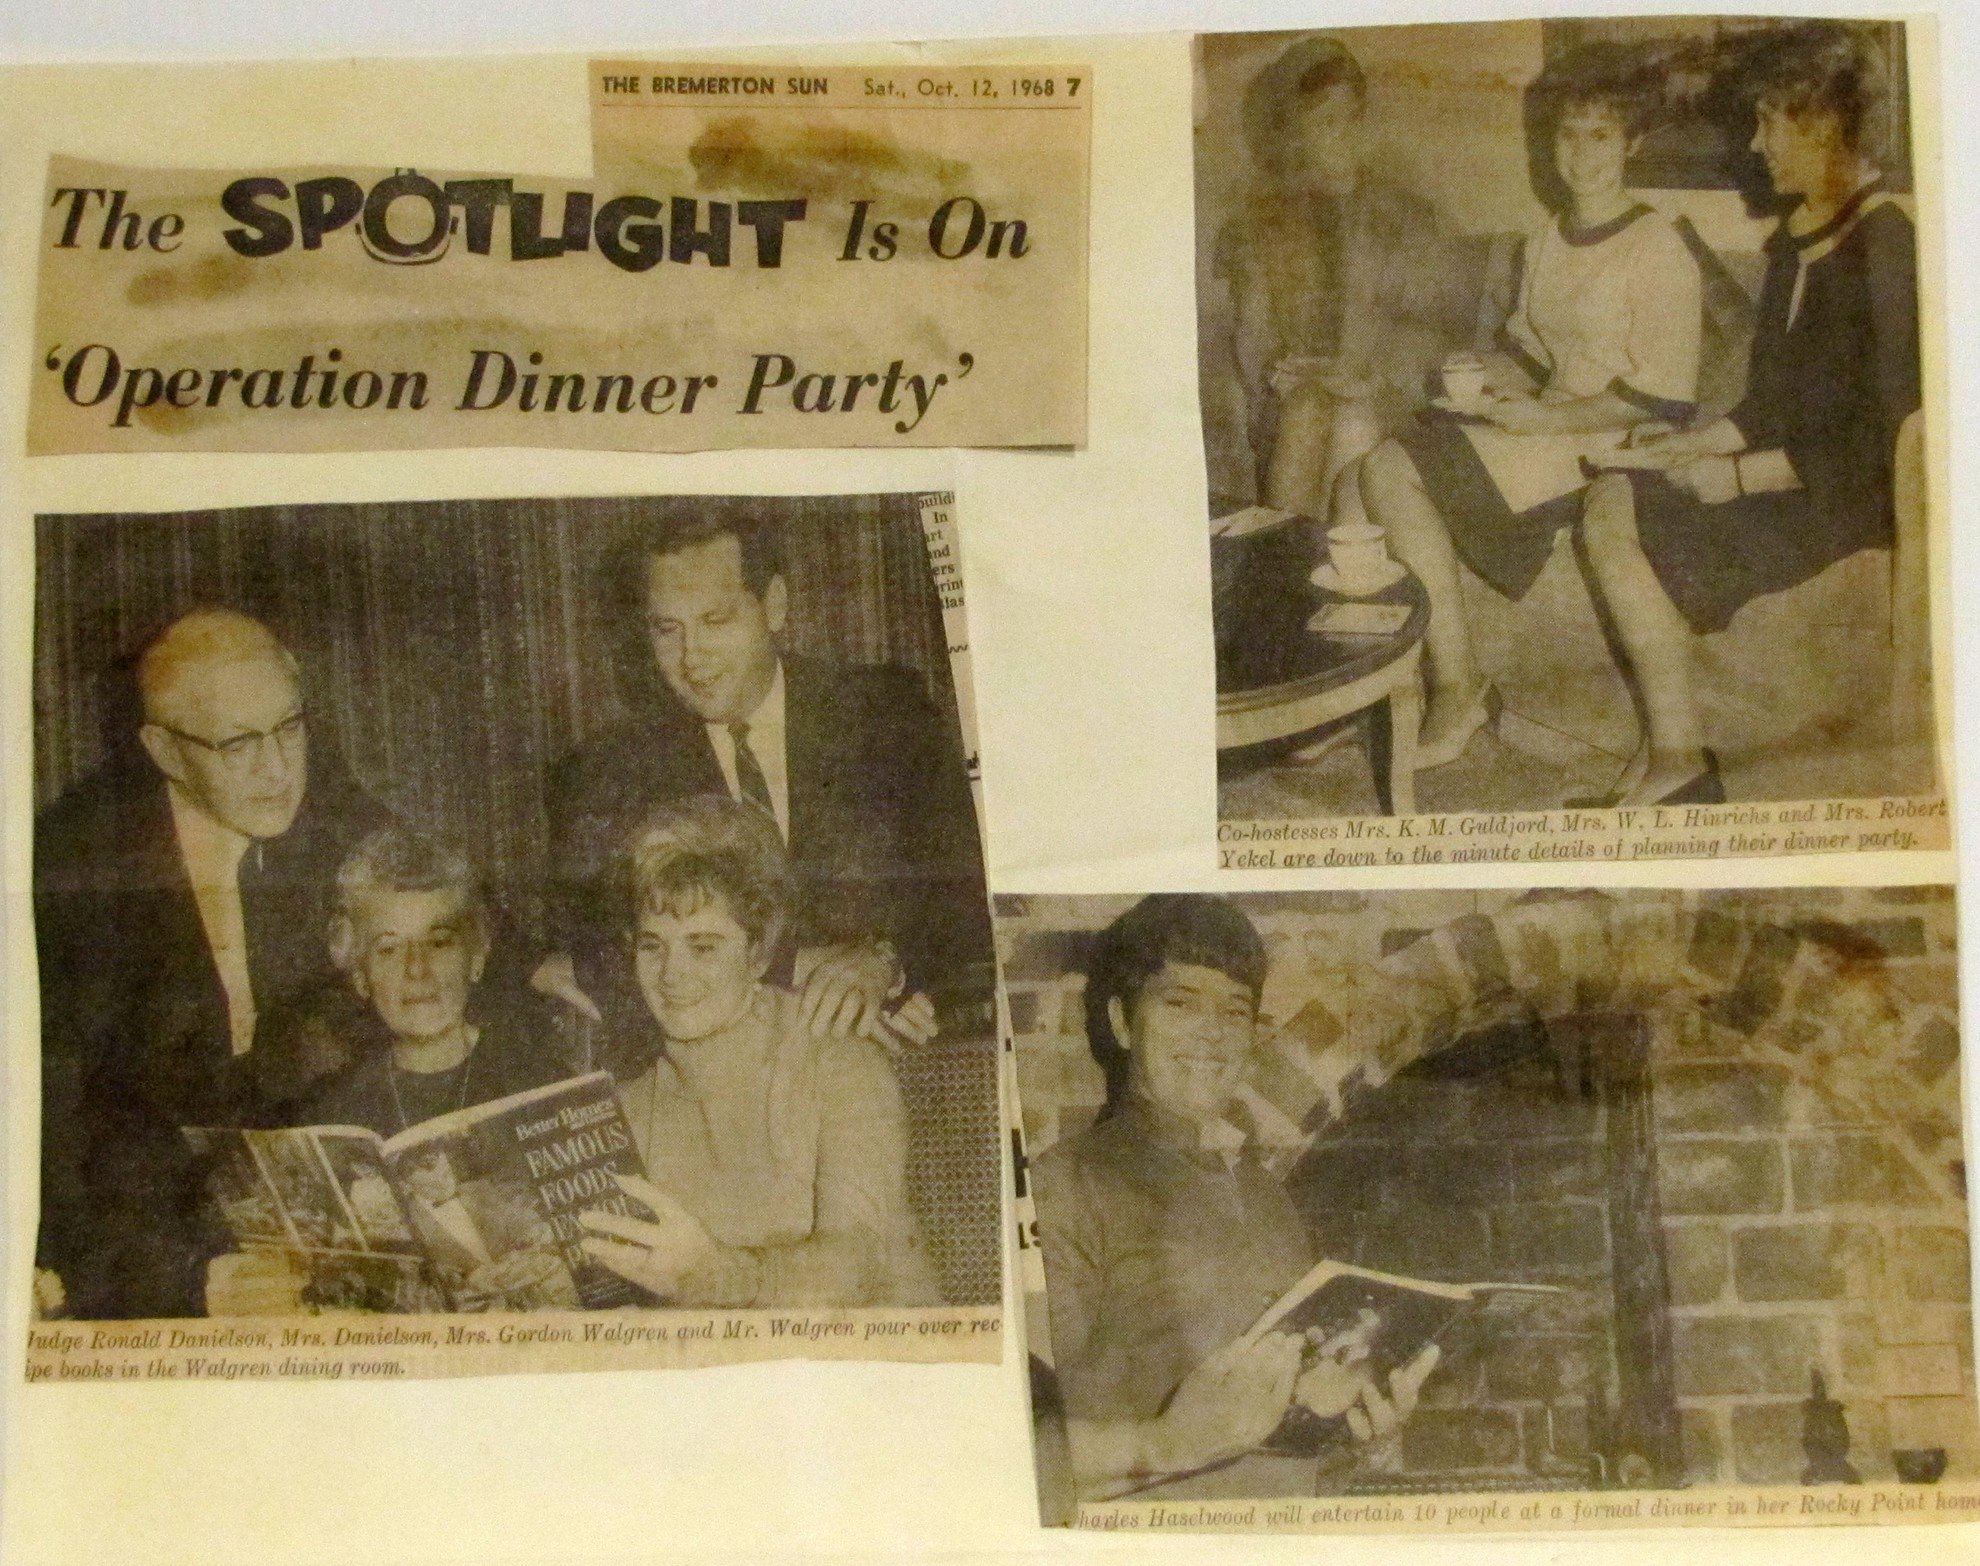 THE BREMERTON SUN Sat., Oct. 12, 1968 7
The SPOTLIGHT Is On
'Operation Dinner Party'
Co-hostesses Mrs. K. M. Guldjord, Mrs. W. L. Hinrichs and Mrs. Robert
Yekel are down to the minute details of planning their dinner party.
In
Better Homes
FAMOUS
FOODS
Judge Ronald Danielson, Mrs. Danielson, Mrs. Gordon Walgren and Mr. Walgren pour over rec-
ipe books in the Walgren dining room.
harles Haselwood will entertain 10 people at a formal dinner in her Rocky Point hom